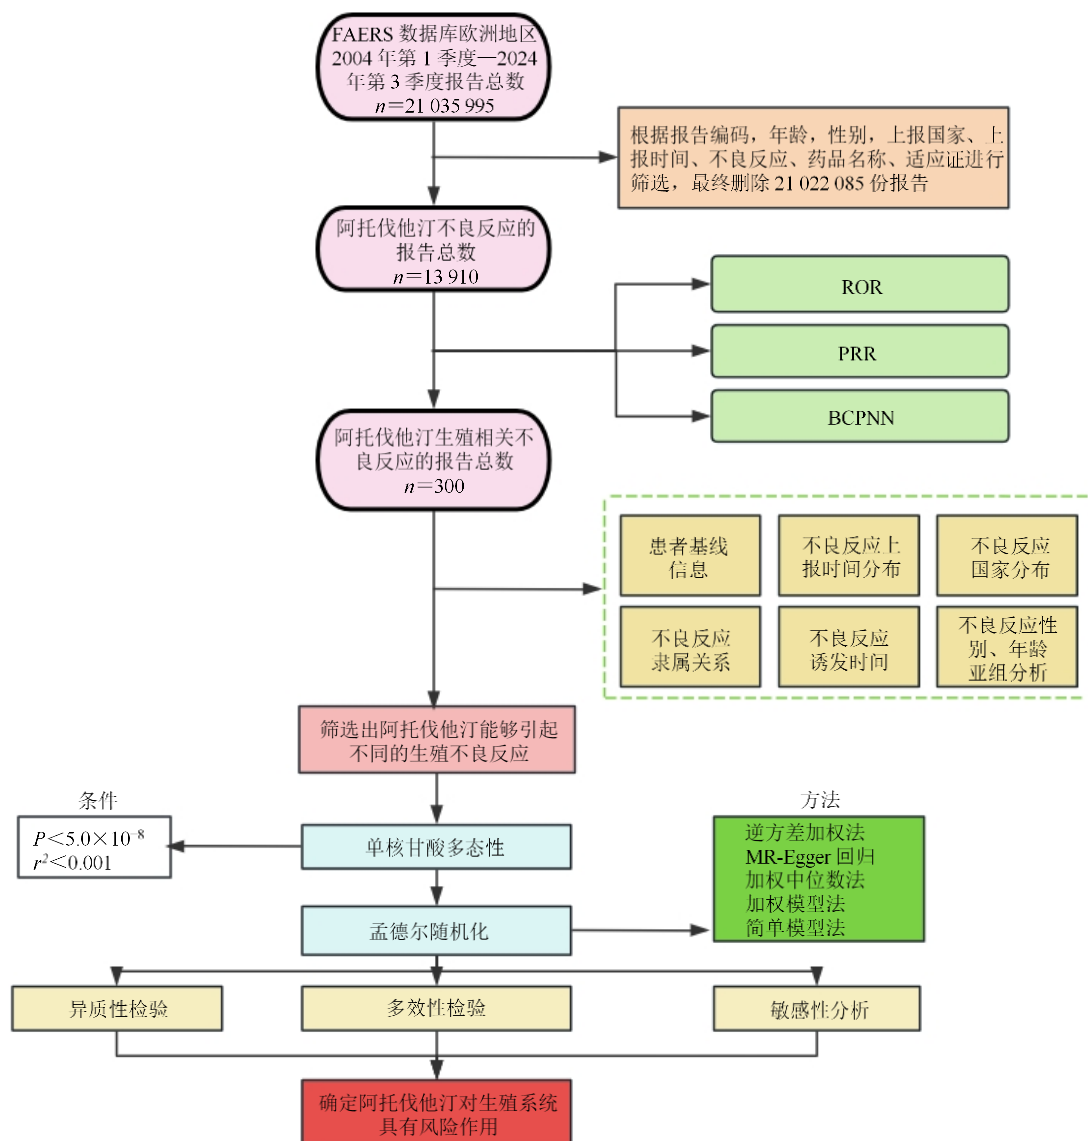 FAERS 数据库欧洲地区
2004 年第 1 季度—2024
年第 3 季度报告总数
n＝21 035 995
根据报告编码，年龄，性别，上报国家、上
报时间、不良反应、药品名称、适应证进行
筛选，最终删除 21 022 085 份报告
阿托伐他汀不良反应的
报告总数
n＝13 910
ROR
PRR
BCPNN
阿托伐他汀生殖相关不
良反应的报告总数
n＝300
患者基线
信息
不良反应上
报时间分布
不良反应
国家分布
不良反应
隶属关系
不良反应
诱发时间
不良反应性
别、年龄
亚组分析
筛选出阿托伐他汀能够引起
不同的生殖不良反应
条件
P＜5.0×10⁻⁸
r²＜0.001
单核甘酸多态性
方法
逆方差加权法
MR-Egger 回归
加权中位数法
加权模型法
简单模型法
孟德尔随机化
异质性检验
多效性检验
敏感性分析
确定阿托伐他汀对生殖系统
具有风险作用